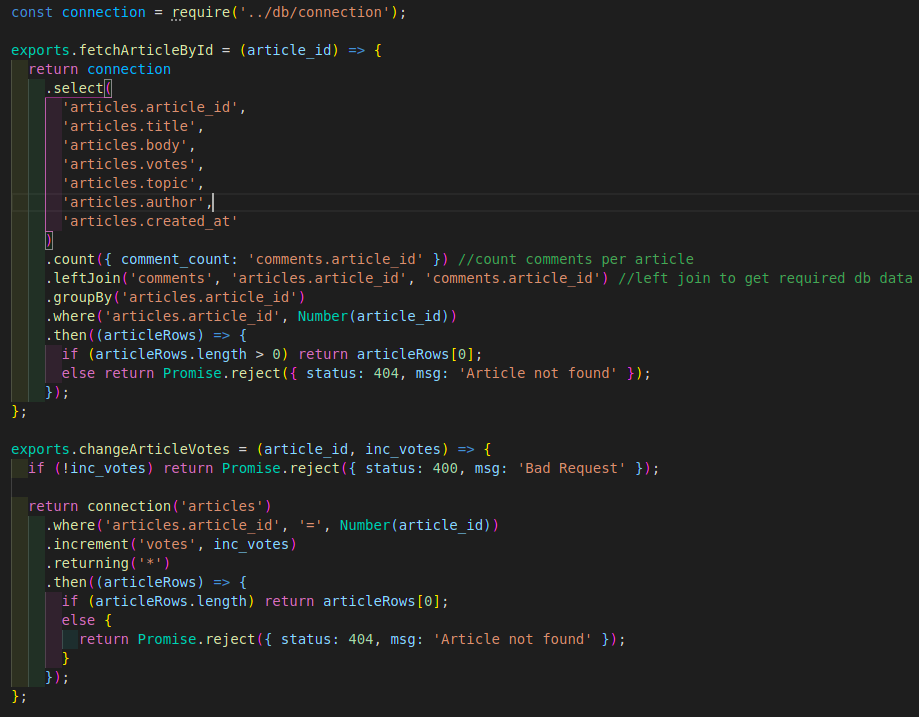 const connection = require('../db/connection');

exports.fetchArticleById = (article_id) => {
  return connection
    .select(
      'articles.article_id',
      'articles.title',
      'articles.body',
      'articles.votes',
      'articles.topic',
      'articles.author',
      'articles.created_at'
    )
    .count({ comment_count: 'comments.article_id' }) //count comments per article
    .leftJoin('comments', 'articles.article_id', 'comments.article_id') //left join to get required db data
    .groupBy('articles.article_id')
    .where('articles.article_id', Number(article_id))
    .then((articleRows) => {
      if (articleRows.length > 0) return articleRows[0];
      else return Promise.reject({ status: 404, msg: 'Article not found' });
    });
};

exports.changeArticleVotes = (article_id, inc_votes) => {
  if (!inc_votes) return Promise.reject({ status: 400, msg: 'Bad Request' });

  return connection('articles')
    .where('articles.article_id', '=', Number(article_id))
    .increment('votes', inc_votes)
    .returning('*')
    .then((articleRows) => {
      if (articleRows.length) return articleRows[0];
      else {
        return Promise.reject({ status: 404, msg: 'Article not found' });
      }
    });
};